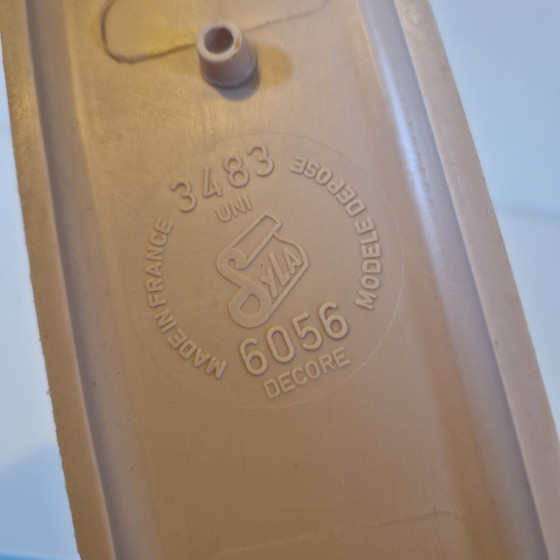 3483
UNI
SYLA
6056
DECORE
MADE IN FRANCE
MODELE DEPOSE